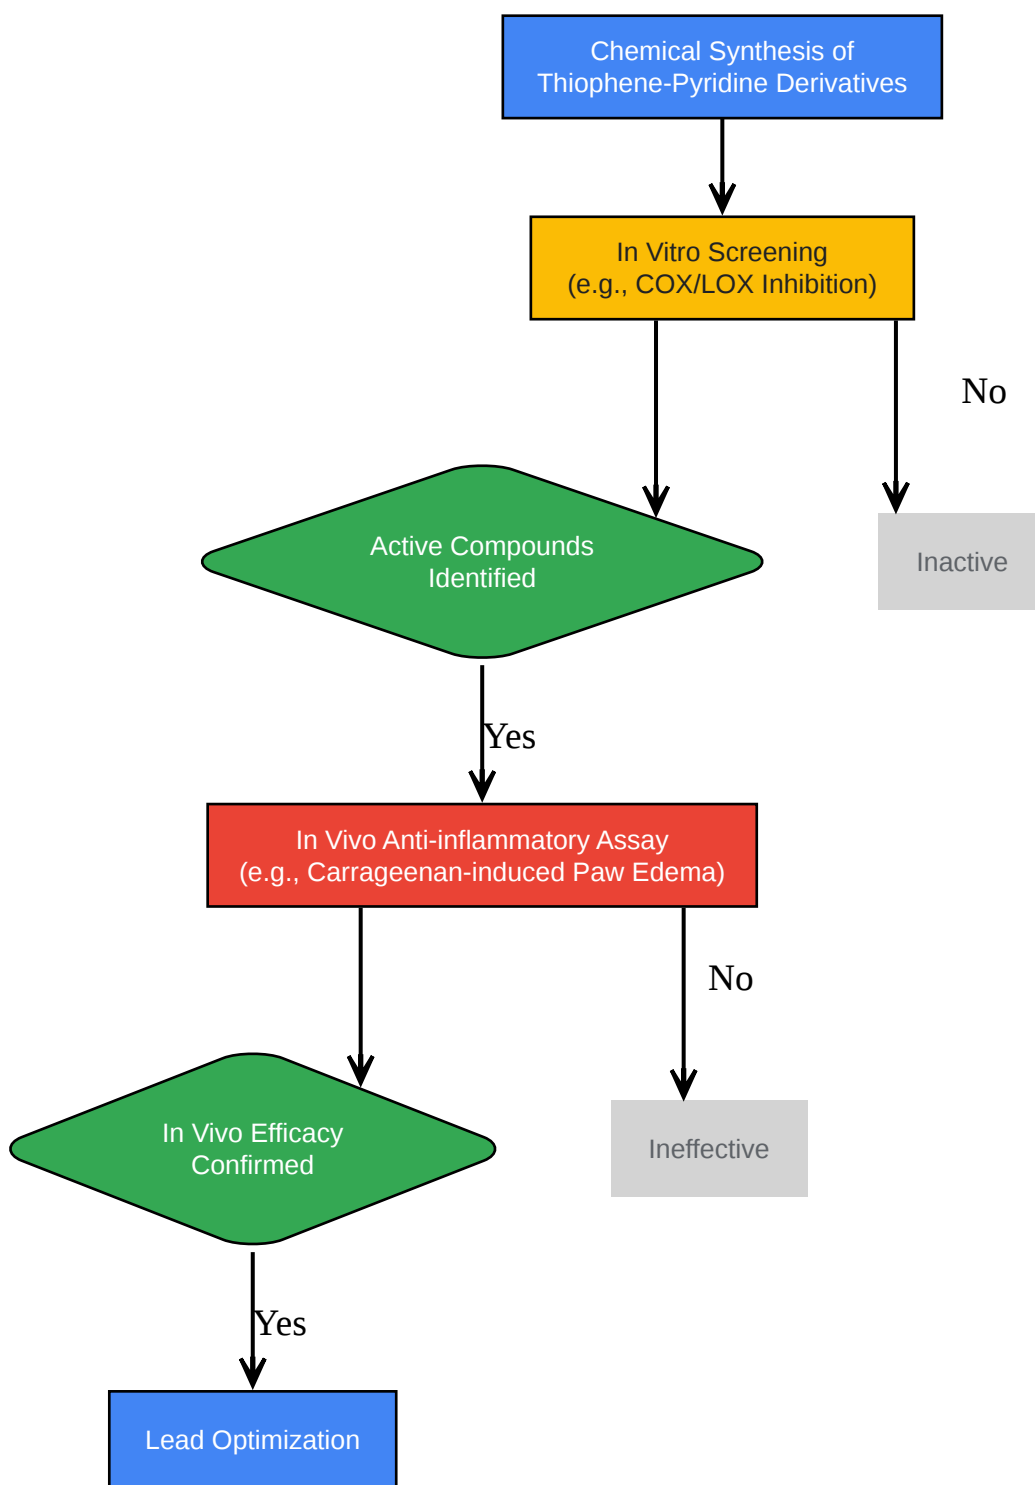 Chemical Synthesis of
Thiophene-Pyridine Derivatives
In Vitro Screening
(e.g., COX/LOX Inhibition)
No
Active Compounds
Identified
Inactive
Yes
In Vivo Anti-inflammatory Assay
(e.g., Carrageenan-induced Paw Edema)
No
In Vivo Efficacy
Confirmed
Ineffective
Yes
Lead Optimization